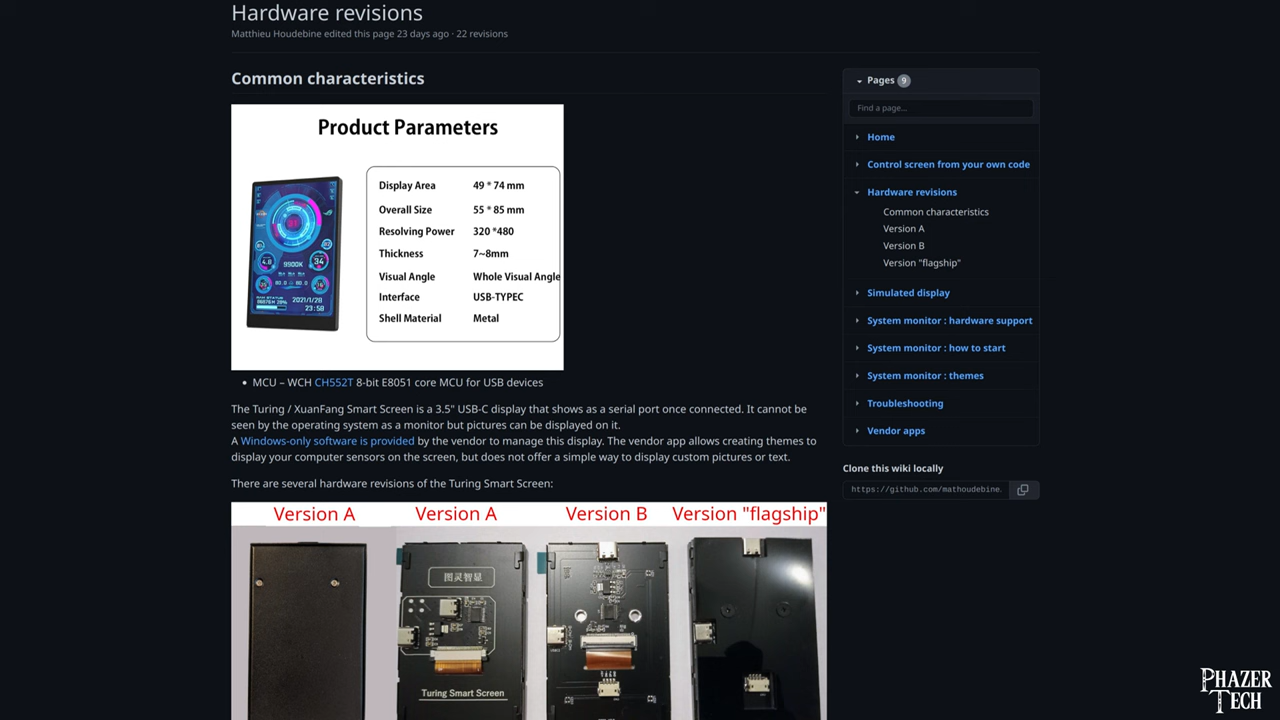 Hardware revisions
Matthieu Houdebine edited this page 23 days ago · 22 revisions
Common characteristics
Product Parameters
Display Area 49 * 74 mm
Overall Size 55 * 85 mm
Resolving Power 320 *480
Thickness 7~8mm
Visual Angle Whole Visual Angle
Interface USB-TYPEC
Shell Material Metal
9900K
2021/1/28
23:58
• MCU – WCH CH552T 8-bit E8051 core MCU for USB devices
The Turing / XuanFang Smart Screen is a 3.5" USB-C display that shows as a serial port once connected. It cannot be
seen by the operating system as a monitor but pictures can be displayed on it.
A Windows-only software is provided by the vendor to manage this display. The vendor app allows creating themes to
display your computer sensors on the screen, but does not offer a simple way to display custom pictures or text.
There are several hardware revisions of the Turing Smart Screen:
Version A Version A Version B Version "flagship"
图灵智显
Turing Smart Screen
Pages 9
Find a page...
Home
Control screen from your own code
Hardware revisions
Common characteristics
Version A
Version B
Version "flagship"
Simulated display
System monitor : hardware support
System monitor : how to start
System monitor : themes
Troubleshooting
Vendor apps
Clone this wiki locally
https://github.com/mathoudebine.
PHAZER
TECH